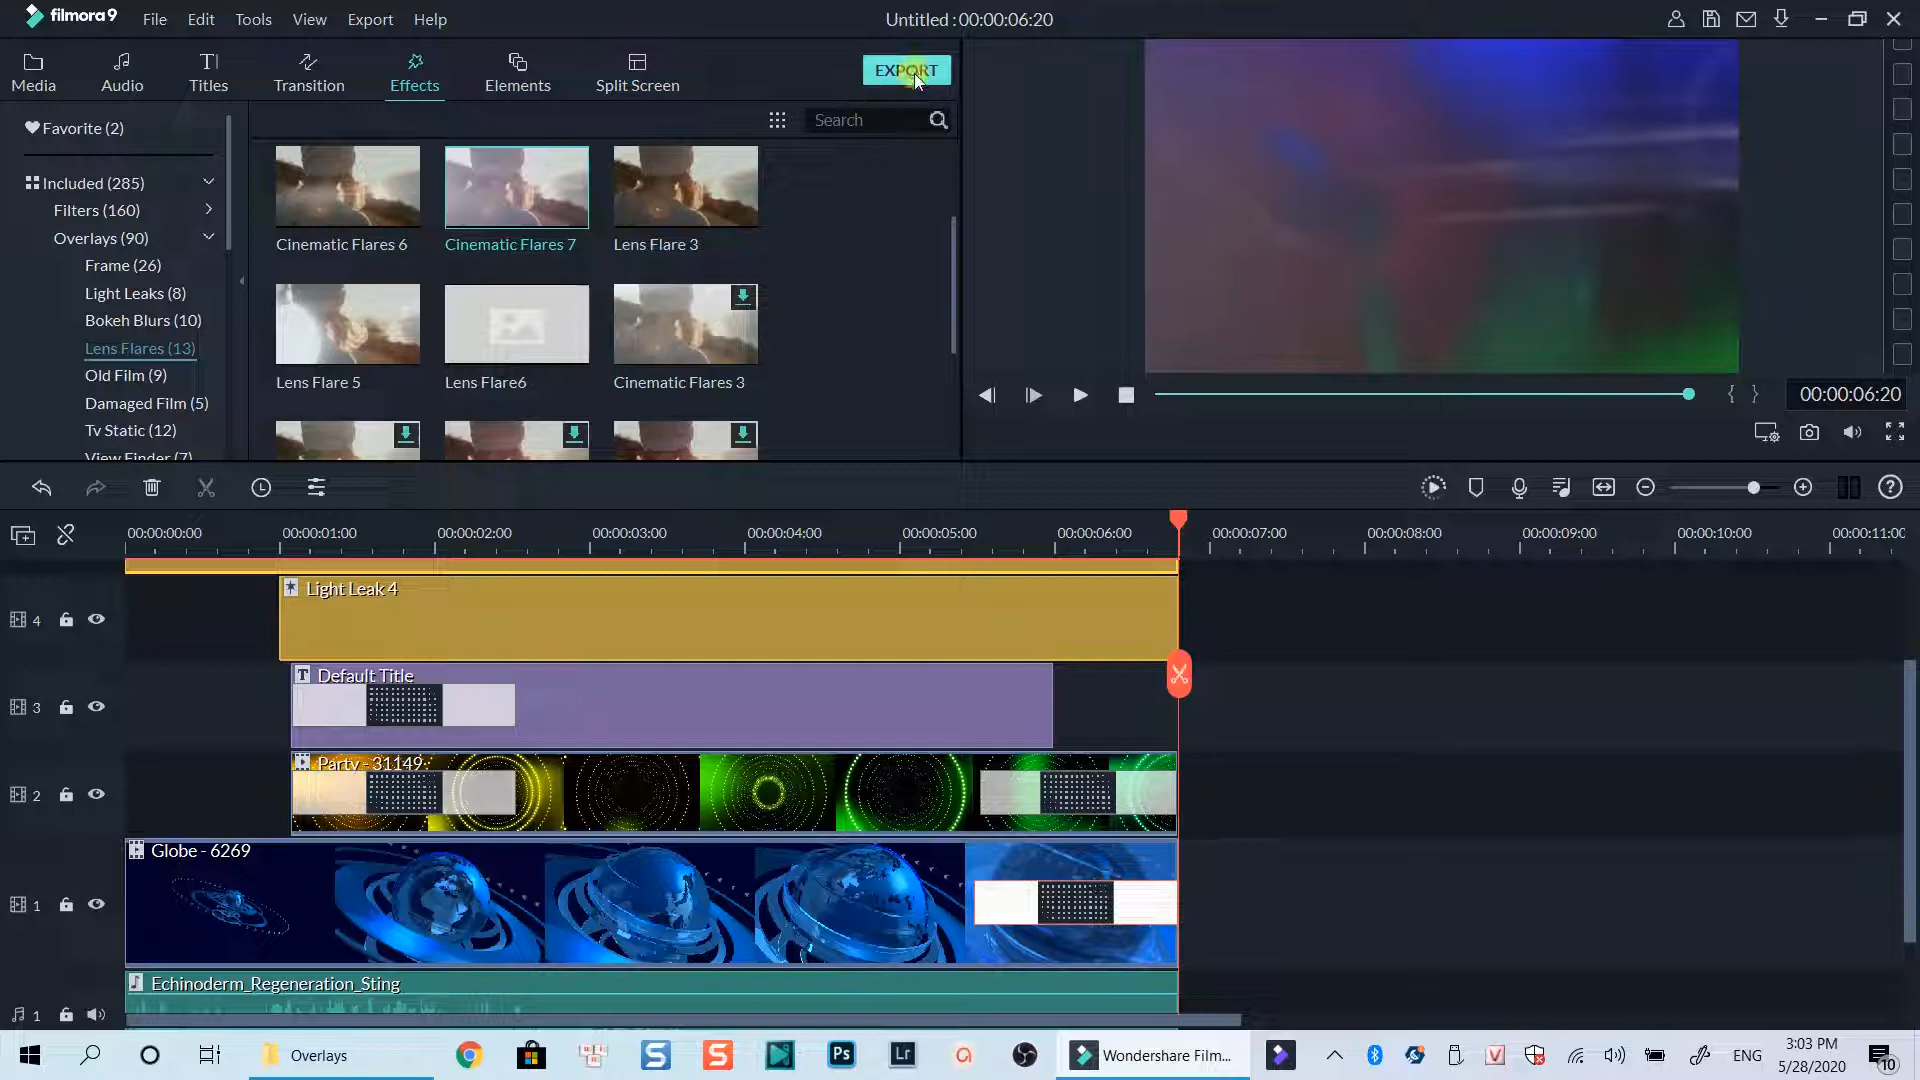 filmora9
File Edit Tools View Export Help
Untitled : 00:00:06:20
Media Audio Titles Transition Effects Elements Split Screen
EXPORT
Favorite (2)
Search
Included (285)
Filters (160)
Overlays (90)
Frame (26)
Light Leaks (8)
Bokeh Blurs (10)
Lens Flares (13)
Old Film (9)
Damaged Film (5)
Tv Static (12)
View Finder (7)
Cinematic Flares 6 Cinematic Flares 7 Lens Flare 3
Lens Flare 5 Lens Flare6 Cinematic Flares 3
00:00:06:20
00:00:00:00 00:00:01:00 00:00:02:00 00:00:03:00 00:00:04:00 00:00:05:00 00:00:06:00 00:00:07:00 00:00:08:00 00:00:09:00 00:00:10:00 00:00:11:00
4
Light Leak 4
3
T Default Title
2
Party - 31149
1
Globe - 6269
1
Echinoderm_Regeneration_Sting
Overlays
S
S
Ps
Lr
Wondershare Film...
V
ENG
3:03 PM
5/28/2020
10